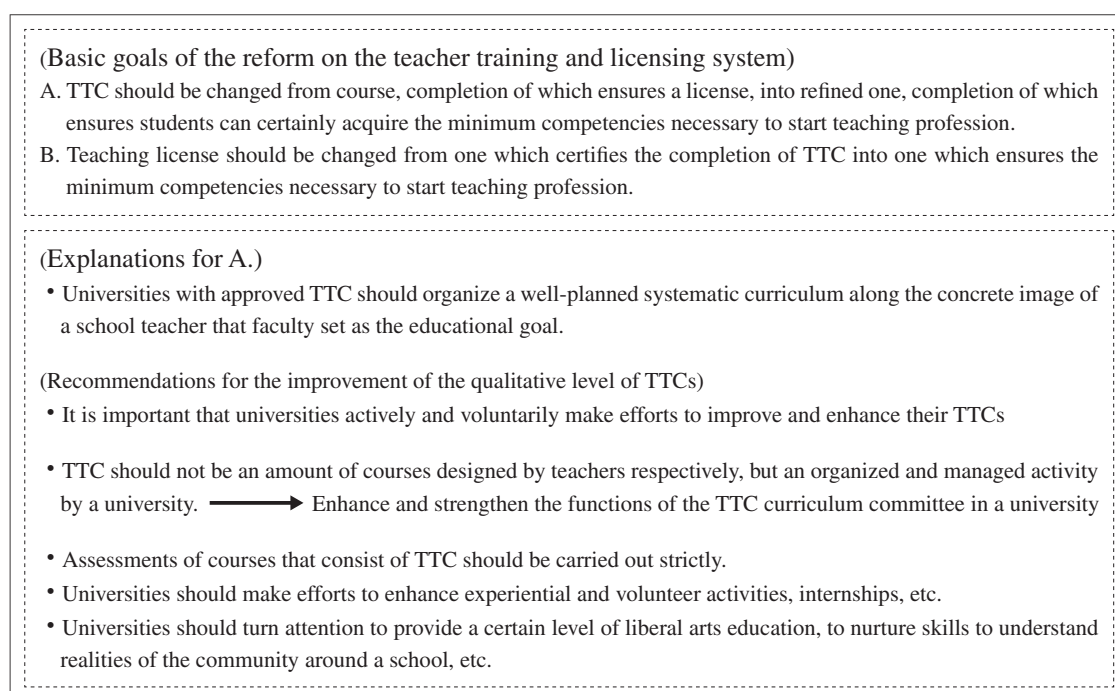 (Basic goals of the reform on the teacher training and licensing system)
A. TTC should be changed from course, completion of which ensures a license, into refined one, completion of which
ensures students can certainly acquire the minimum competencies necessary to start teaching profession.
B. Teaching license should be changed from one which certifies the completion of TTC into one which ensures the
minimum competencies necessary to start teaching profession.
(Explanations for A.)
• Universities with approved TTC should organize a well-planned systematic curriculum along the concrete image of
a school teacher that faculty set as the educational goal.
(Recommendations for the improvement of the qualitative level of TTCs)
• It is important that universities actively and voluntarily make efforts to improve and enhance their TTCs
• TTC should not be an amount of courses designed by teachers respectively, but an organized and managed activity
by a university. ⟶ Enhance and strengthen the functions of the TTC curriculum committee in a university
• Assessments of courses that consist of TTC should be carried out strictly.
• Universities should make efforts to enhance experiential and volunteer activities, internships, etc.
• Universities should turn attention to provide a certain level of liberal arts education, to nurture skills to understand
realities of the community around a school, etc.